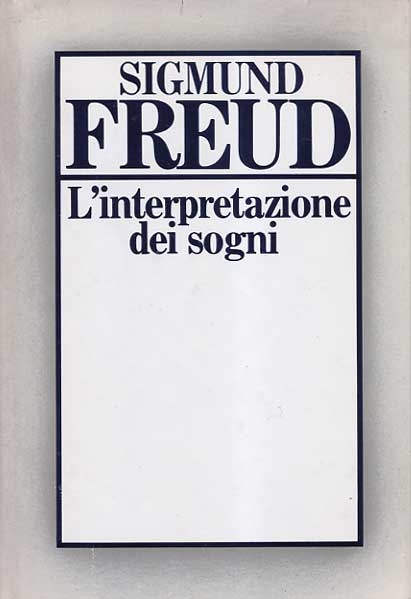 SIGMUND
FREUD
L'interpretazione
dei sogni